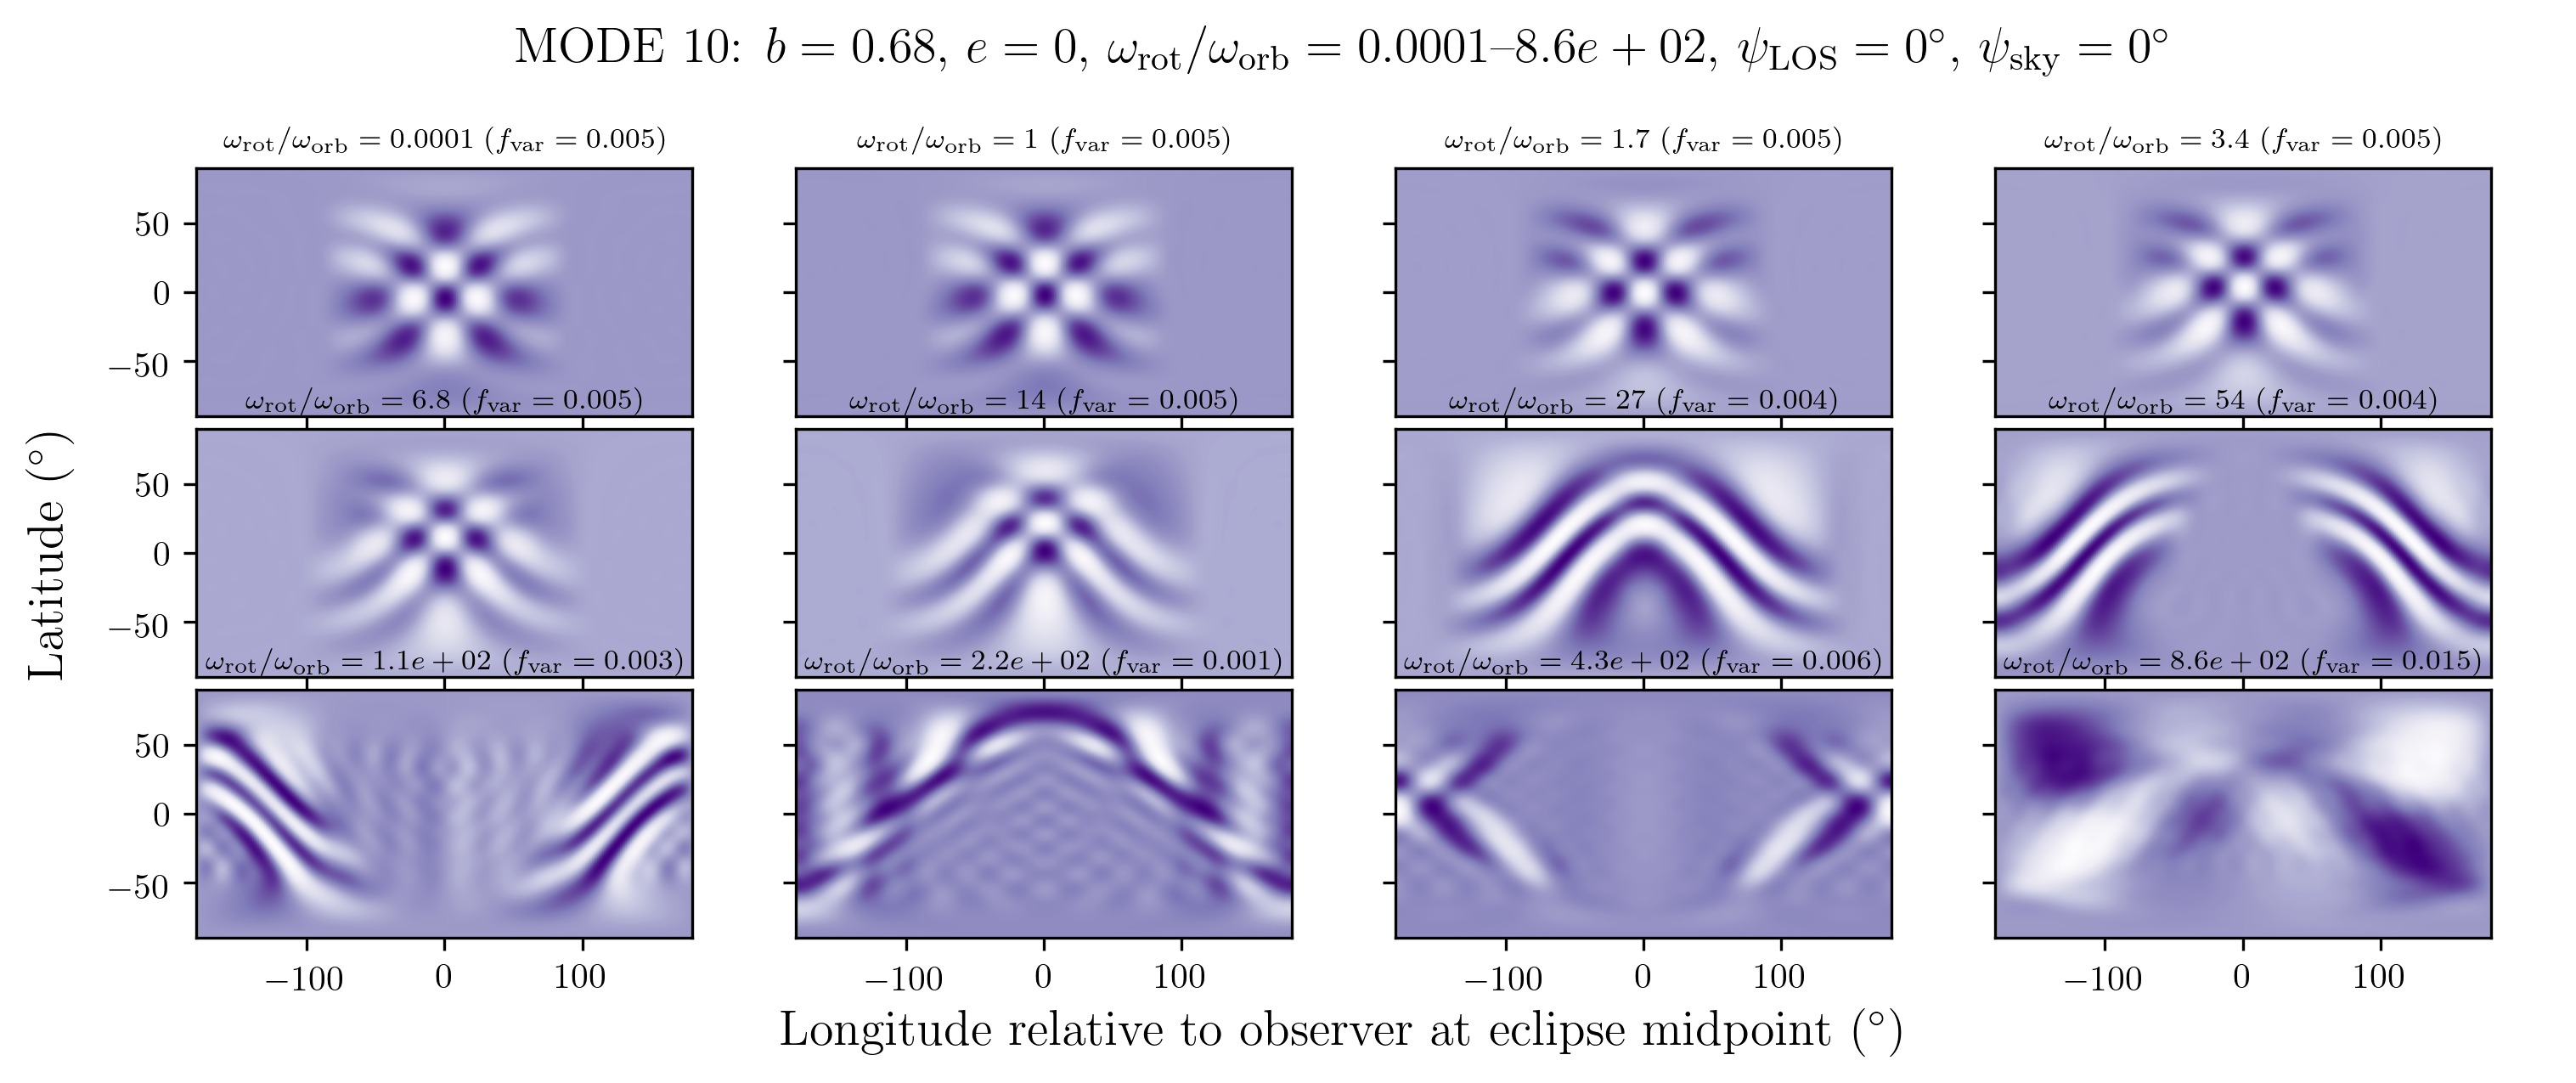 MODE 10: b = 0.68, e = 0, ω_rot/ω_orb = 0.0001–8.6e + 02, ψ_LOS = 0°, ψ_sky = 0°
ω_rot/ω_orb = 0.0001 (f_var = 0.005)
ω_rot/ω_orb = 1 (f_var = 0.005)
ω_rot/ω_orb = 1.7 (f_var = 0.005)
ω_rot/ω_orb = 3.4 (f_var = 0.005)
50
0
−50
ω_rot/ω_orb = 6.8 (f_var = 0.005)
ω_rot/ω_orb = 14 (f_var = 0.005)
ω_rot/ω_orb = 27 (f_var = 0.004)
ω_rot/ω_orb = 54 (f_var = 0.004)
50
0
−50
Latitude (°)
ω_rot/ω_orb = 1.1e + 02 (f_var = 0.003)
ω_rot/ω_orb = 2.2e + 02 (f_var = 0.001)
ω_rot/ω_orb = 4.3e + 02 (f_var = 0.006)
ω_rot/ω_orb = 8.6e + 02 (f_var = 0.015)
50
0
−50
−100 0 100
−100 0 100
−100 0 100
−100 0 100
Longitude relative to observer at eclipse midpoint (°)